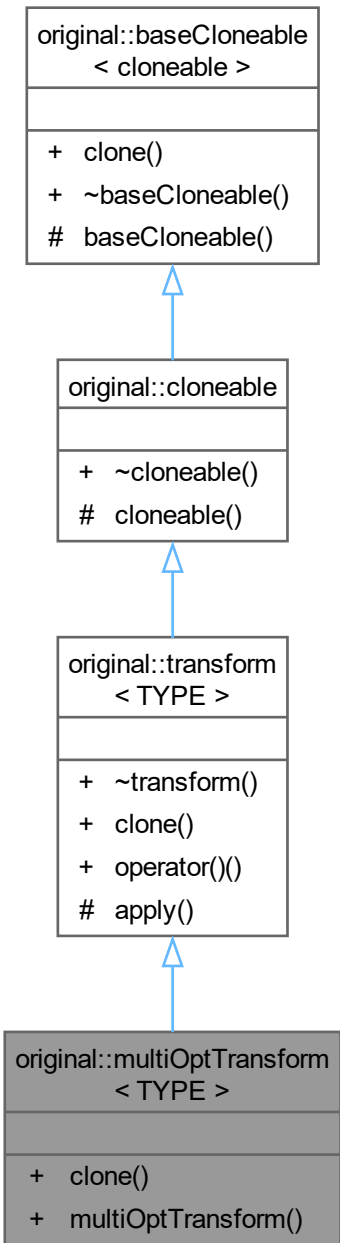 original::baseCloneable
< cloneable >
+ clone()
+ ~baseCloneable()
# baseCloneable()
original::cloneable
+ ~cloneable()
# cloneable()
original::transform
< TYPE >
+ ~transform()
+ clone()
+ operator()()
# apply()
original::multiOptTransform
< TYPE >
+ clone()
+ multiOptTransform()